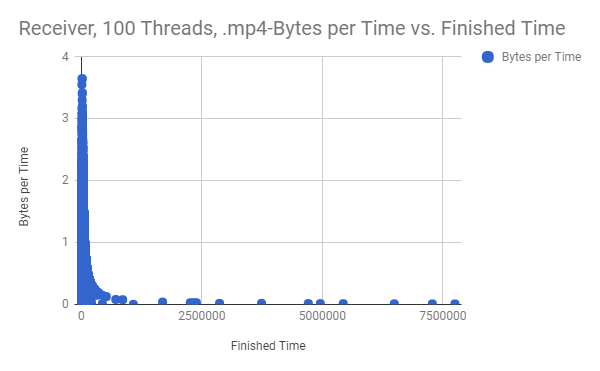 Receiver, 100 Threads, .mp4-Bytes per Time vs. Finished Time
Bytes per Time
4
3
2
1
0
Bytes per Time
0 2500000 5000000 7500000
Finished Time